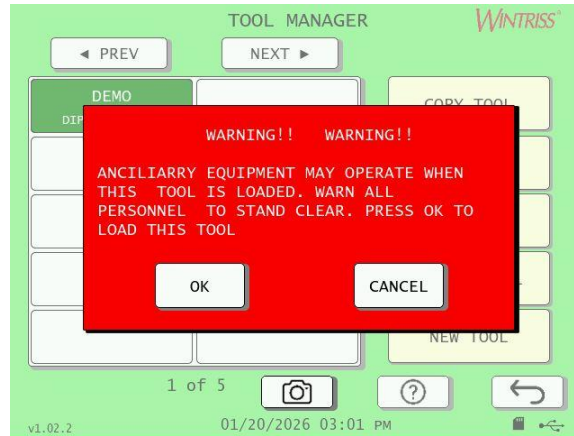 TOOL MANAGER
WINTRISS
◄ PREV
NEXT ►
DEMO
DIP
COPY TOOL
WARNING!! WARNING!!
ANCILIARRY EQUIPMENT MAY OPERATE WHEN
THIS TOOL IS LOADED. WARN ALL
PERSONNEL TO STAND CLEAR. PRESS OK TO
LOAD THIS TOOL
OK
CANCEL
NEW TOOL
1 of 5
?
v1.02.2
01/20/2026 03:01 PM